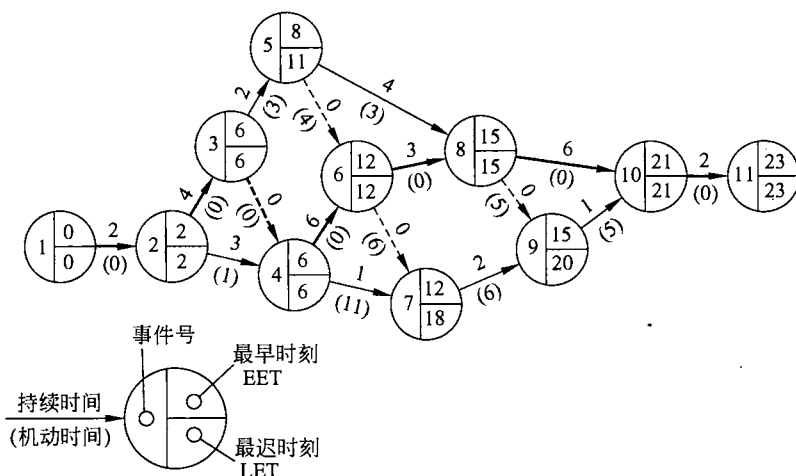 5 8 11
2 (3)
0 (4)
4 (3)
3 6 6
4 (0)
0 (0)
6 12 12
3 (0)
8 15 15
6 (0)
10 21 21
2 (0)
11 23 23
1 0 0
2 (0)
2 2 2
3 (1)
4 6 6
6 (0)
0 (6)
0 (5)
1 (5)
9 15 20
1 (11)
7 12 18
2 (6)
事件号
最早时刻
EET
持续时间
(机动时间)
最迟时刻
LET